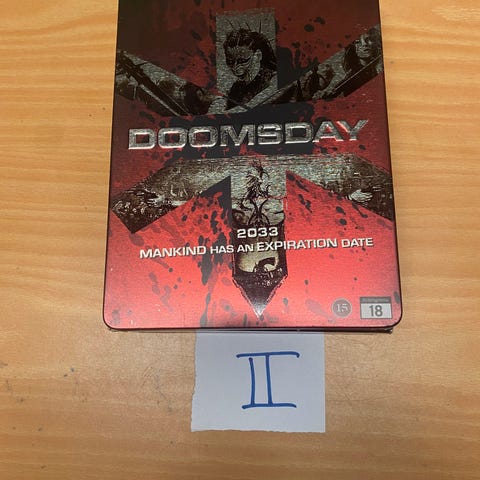 DOOMSDAY
2033
MANKIND HAS AN EXPIRATION DATE
15
18
II